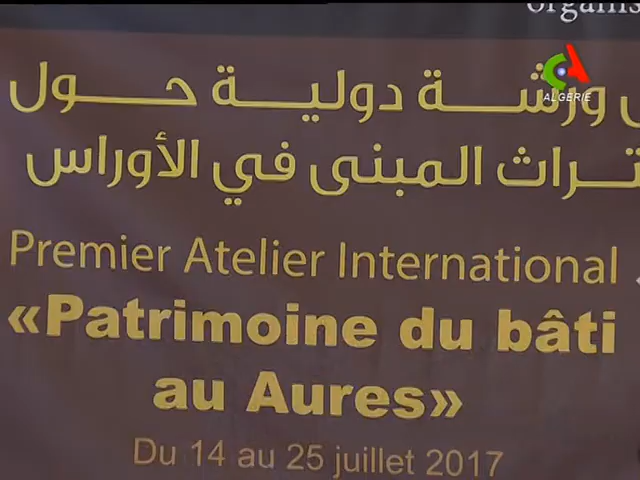 ورشة دولية حول
المبنى في الأوراس
Premier Atelier International
«Patrimoine du bâti
au Aures»
Du 14 au 25 juillet 2017
ALGERIE